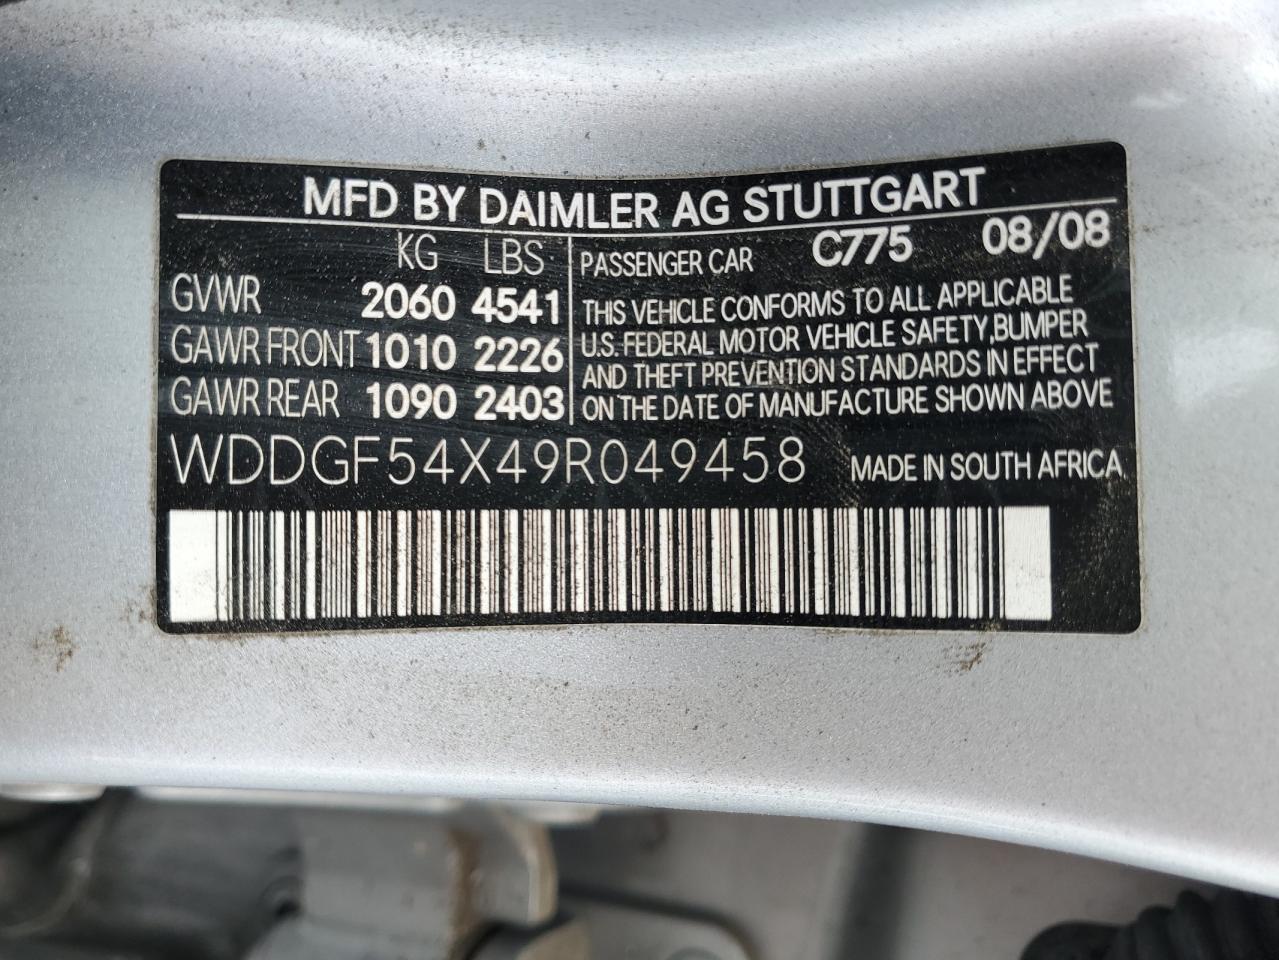 MFD BY DAIMLER AG STUTTGART
KG LBS
GVWR 2060 4541
GAWR FRONT 1010 2226
GAWR REAR 1090 2403
PASSENGER CAR C775 08/08
THIS VEHICLE CONFORMS TO ALL APPLICABLE
U.S. FEDERAL MOTOR VEHICLE SAFETY,BUMPER
AND THEFT PREVENTION STANDARDS IN EFFECT
ON THE DATE OF MANUFACTURE SHOWN ABOVE
WDDGF54X49R049458 MADE IN SOUTH AFRICA